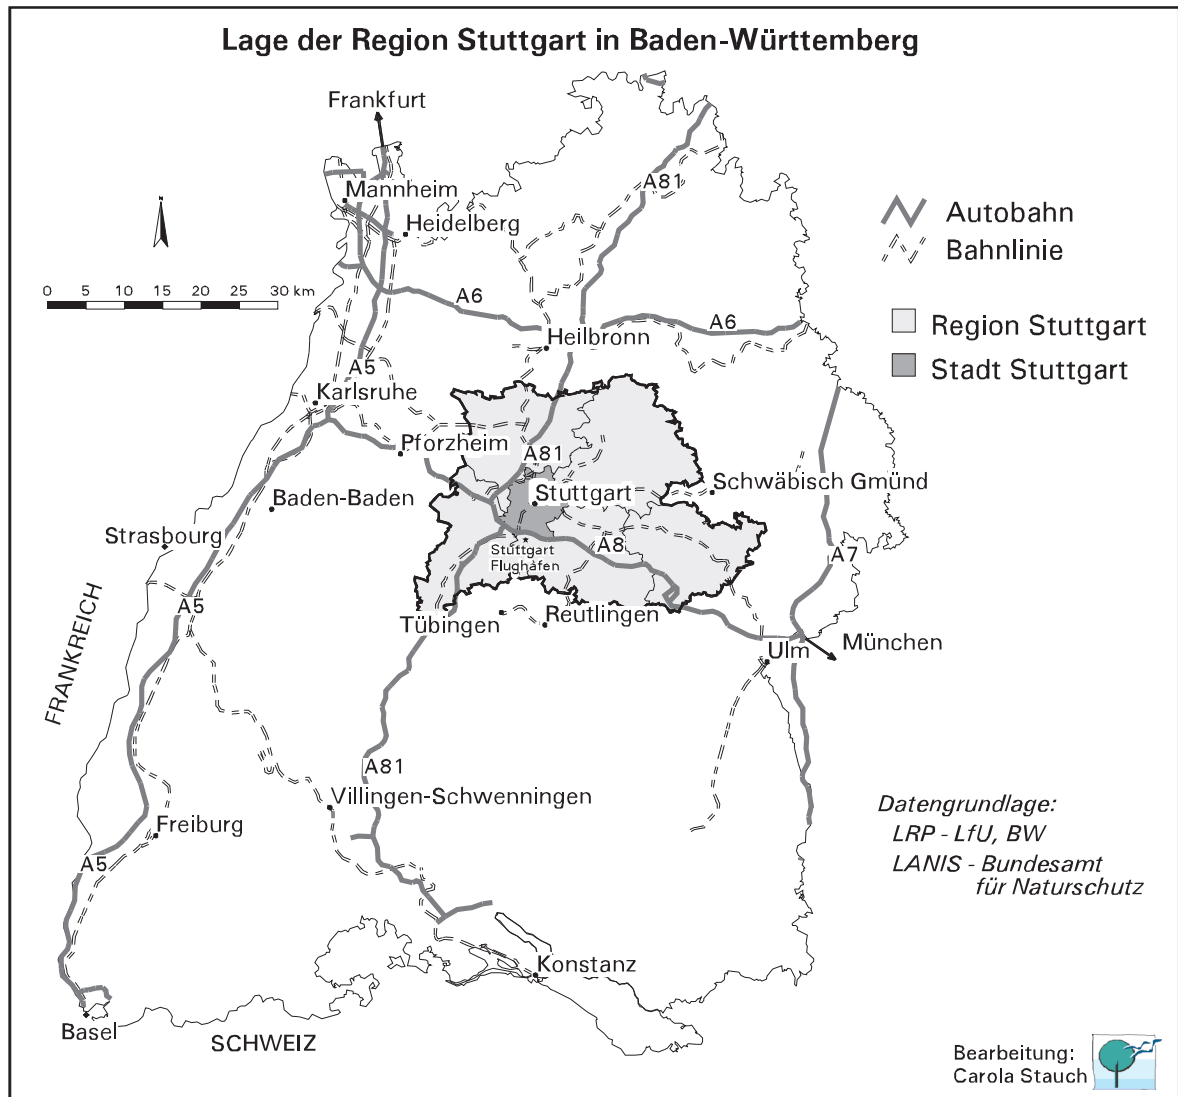 Lage der Region Stuttgart in Baden-Württemberg
Frankfurt
Mannheim
A81
N
Heidelberg
Autobahn
Bahnlinie
0 5 10 15 20 25 30 km
A6
A6
Region Stuttgart
Heilbronn
A5
Stadt Stuttgart
Karlsruhe
Pforzheim
A81
Schwäbisch Gmünd
Baden-Baden
Stuttgart
Strasbourg
Stuttgart
Flughafen
A8
A7
A5
FRANKREICH
Tübingen
Reutlingen
München
Ulm
A81
Villingen-Schwenningen
Freiburg
A5
Datengrundlage:
LRP - LfU, BW
LANIS - Bundesamt
für Naturschutz
Konstanz
Basel
SCHWEIZ
Bearbeitung:
Carola Stauch